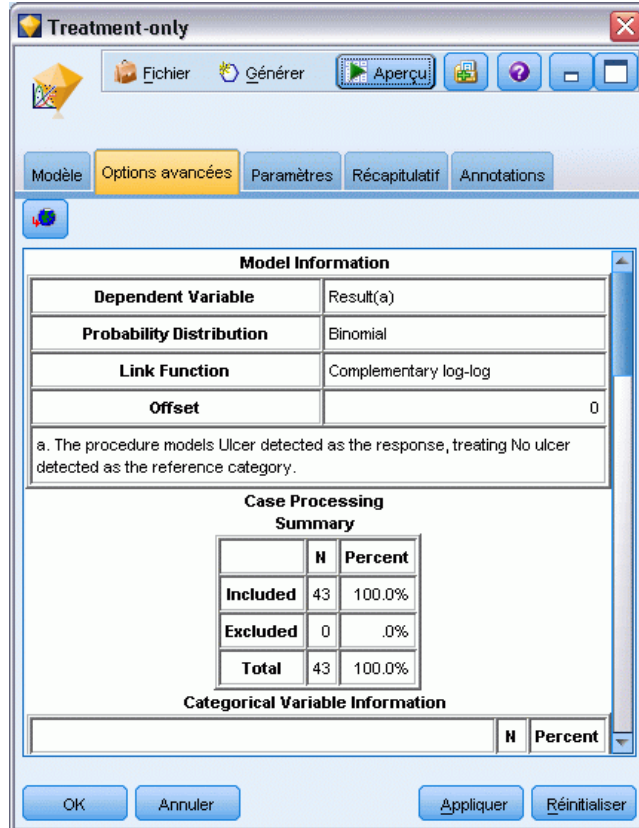 Treatment-only
Fichier Générer Aperçu
Modèle Options avancées Paramètres Récapitulatif Annotations
Model Information
Dependent Variable Result(a)
Probability Distribution Binomial
Link Function Complementary log-log
Offset 0
a. The procedure models Ulcer detected as the response, treating No ulcer
detected as the reference category.
Case Processing
Summary
N Percent
Included 43 100.0%
Excluded 0 .0%
Total 43 100.0%
Categorical Variable Information
N Percent
OK Annuler Appliquer Réinitialiser